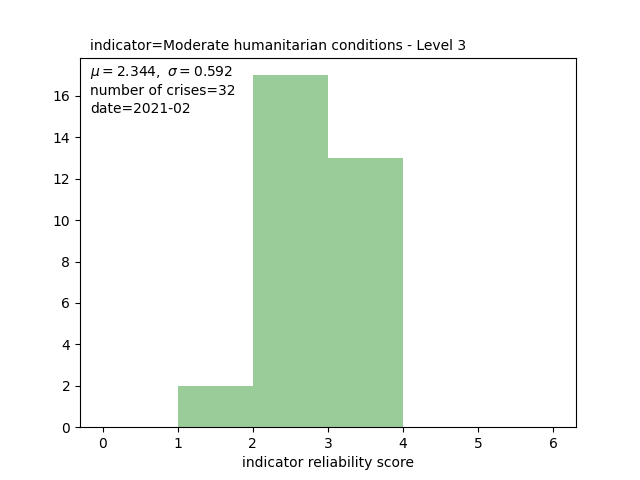 indicator=Moderate humanitarian conditions - Level 3
μ = 2.344, σ = 0.592
number of crises=32
date=2021-02
16
14
12
10
8
6
4
2
0
0 1 2 3 4 5 6
indicator reliability score